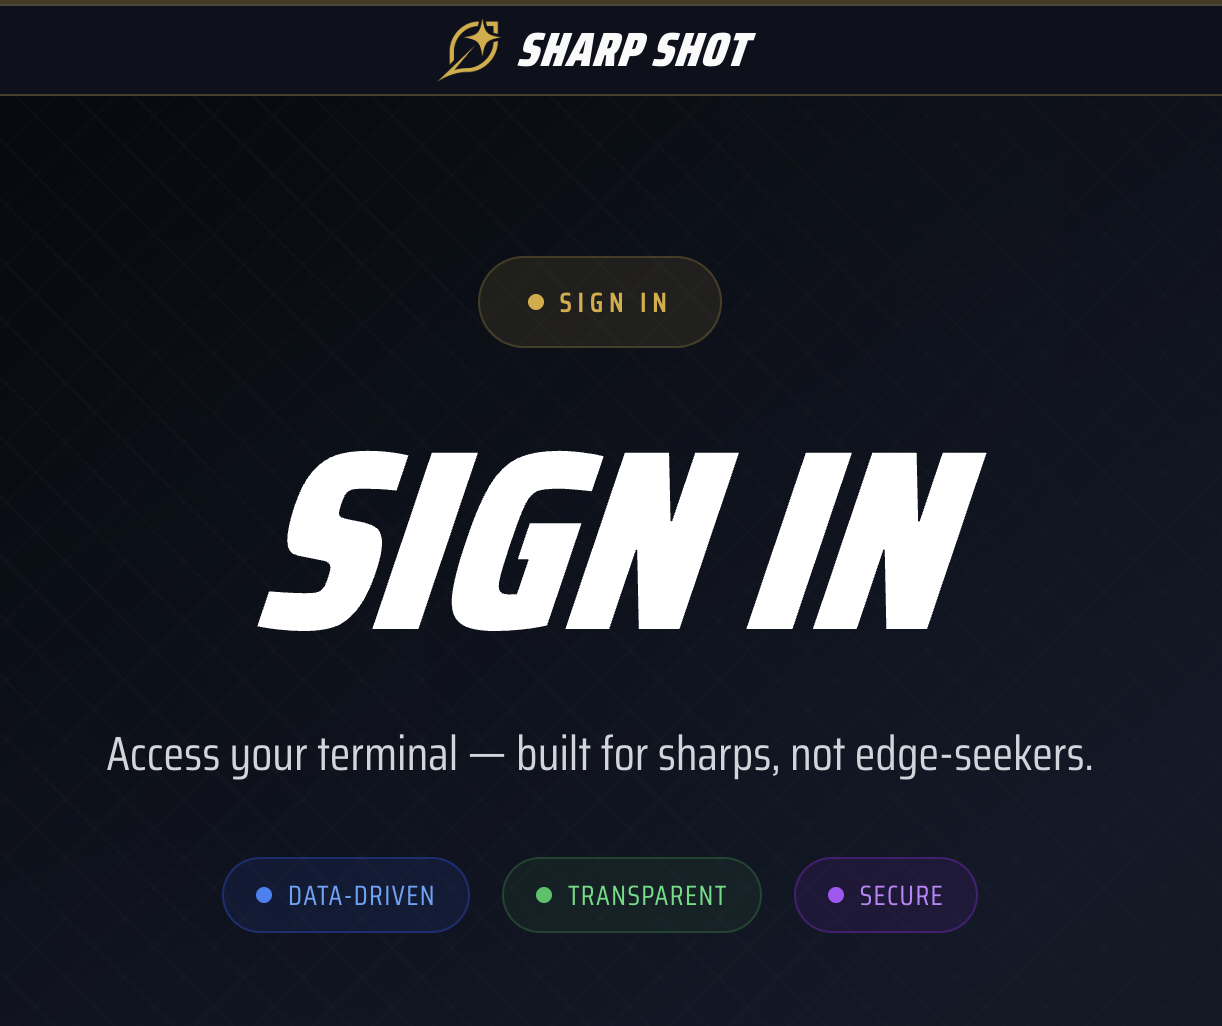 SHARP SHOT
SIGN IN
SIGN IN
Access your terminal — built for sharps, not edge-seekers.
DATA-DRIVEN TRANSPARENT SECURE